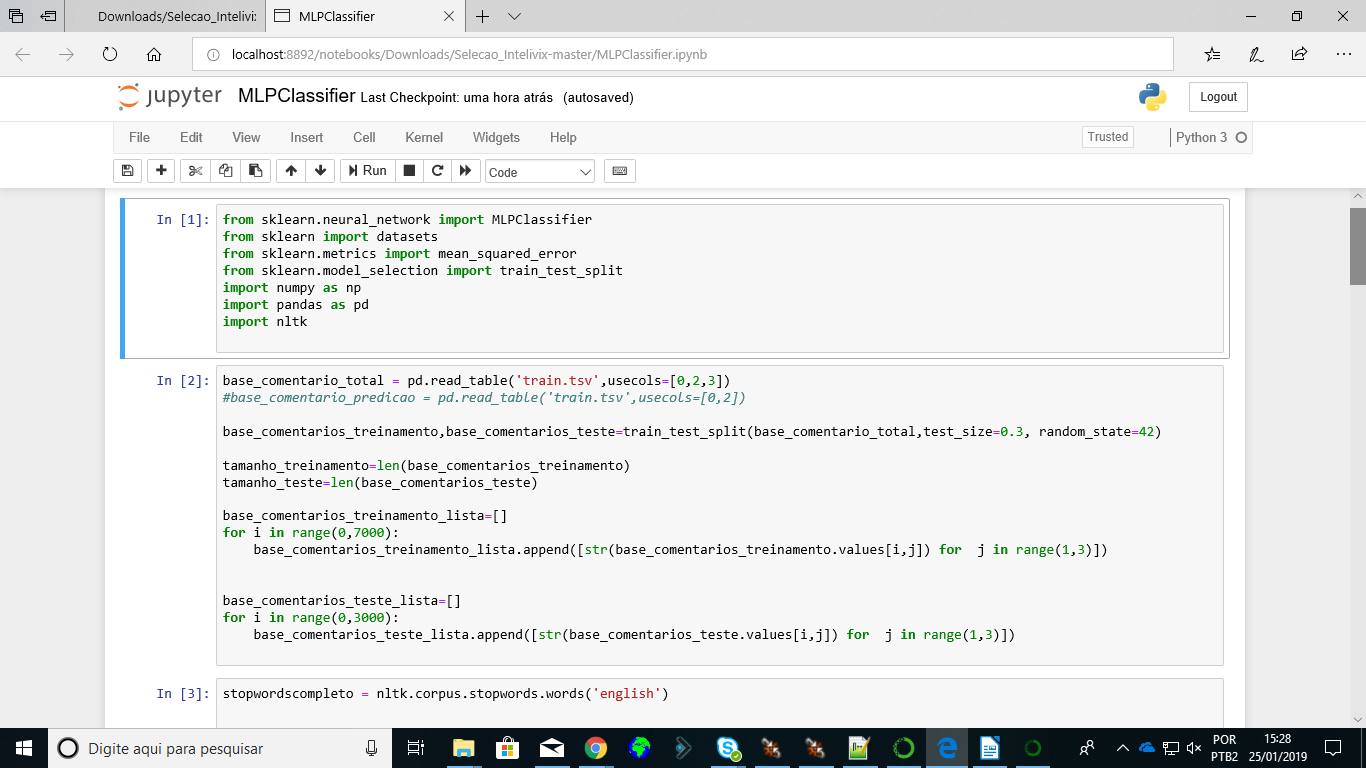 Downloads/Selecao_Intelivix
MLPClassifier
localhost:8892/notebooks/Downloads/Selecao_Intelivix-master/MLPClassifier.ipynb
jupyter MLPClassifier Last Checkpoint: uma hora atrás (autosaved)
Logout
File Edit View Insert Cell Kernel Widgets Help
Trusted
Python 3
Run
Code
In [1]:
from sklearn.neural_network import MLPClassifier
from sklearn import datasets
from sklearn.metrics import mean_squared_error
from sklearn.model_selection import train_test_split
import numpy as np
import pandas as pd
import nltk
In [2]:
base_comentario_total = pd.read_table('train.tsv',usecols=[0,2,3])
#base_comentario_predicao = pd.read_table('train.tsv',usecols=[0,2])
base_comentarios_treinamento,base_comentarios_teste=train_test_split(base_comentario_total,test_size=0.3, random_state=42)
tamanho_treinamento=len(base_comentarios_treinamento)
tamanho_teste=len(base_comentarios_teste)
base_comentarios_treinamento_lista=[]
for i in range(0,7000):
    base_comentarios_treinamento_lista.append([str(base_comentarios_treinamento.values[i,j]) for  j in range(1,3)])
base_comentarios_teste_lista=[]
for i in range(0,3000):
    base_comentarios_teste_lista.append([str(base_comentarios_teste.values[i,j]) for  j in range(1,3)])
In [3]:
stopwordscompleto = nltk.corpus.stopwords.words('english')
Digite aqui para pesquisar
POR
PTB2
15:28
25/01/2019